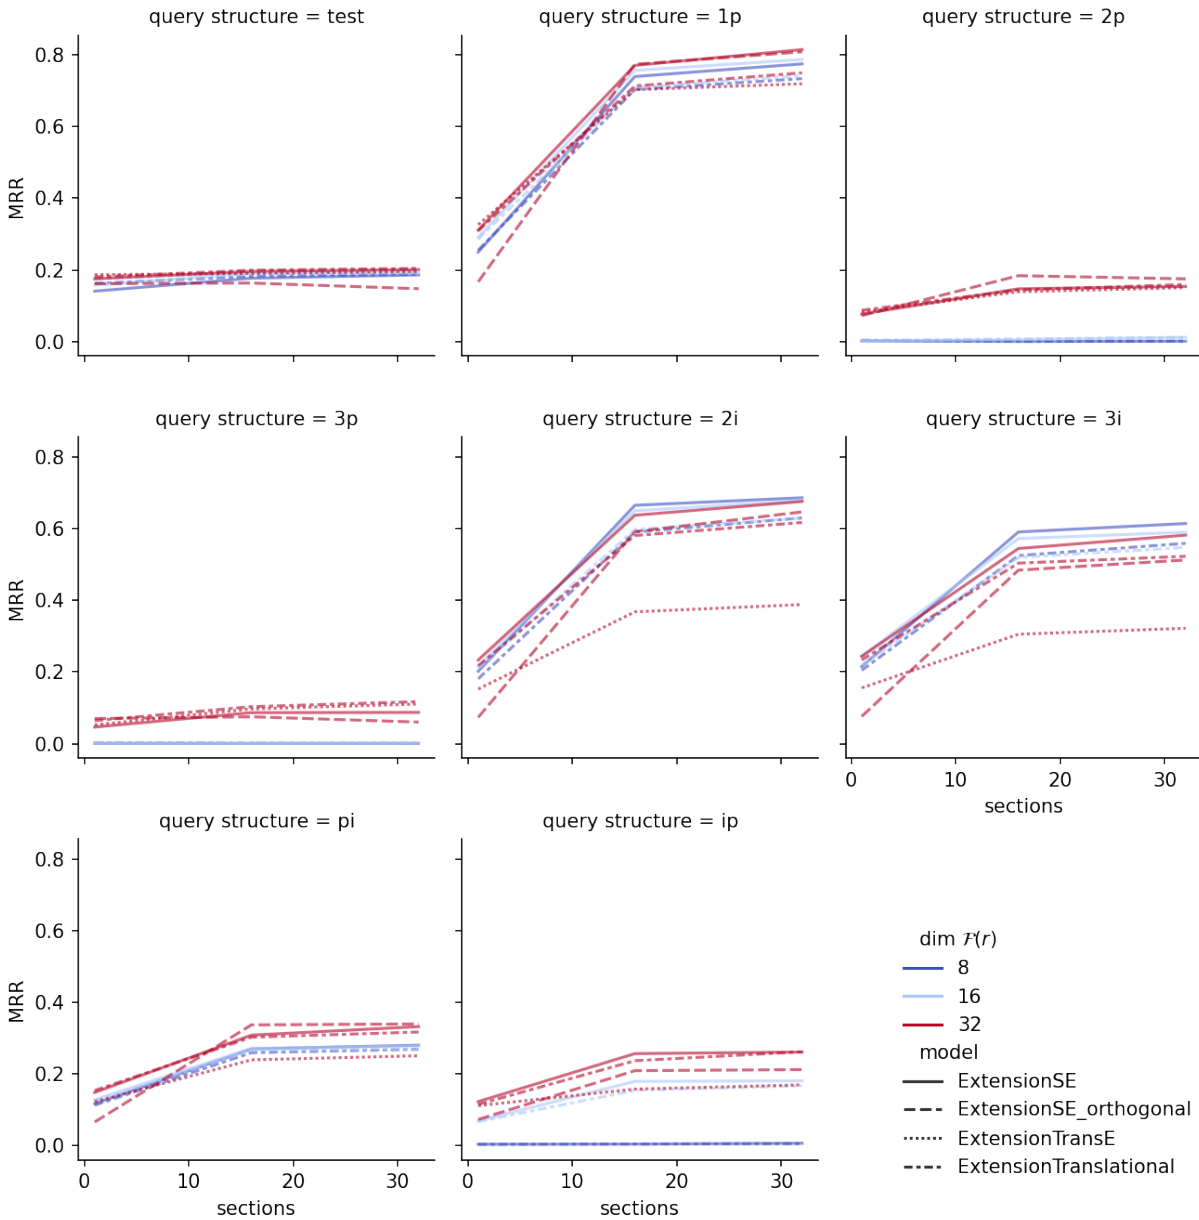 query structure = test
query structure = 1p
query structure = 2p
0.8
0.6
0.4
0.2
0.0
MRR
query structure = 3p
query structure = 2i
query structure = 3i
0.8
0.6
0.4
0.2
0.0
MRR
0 10 20 30
sections
query structure = pi
query structure = ip
0.8
0.6
0.4
0.2
0.0
MRR
0 10 20 30
sections
0 10 20 30
sections
dim ℱ(r)
8
16
32
model
ExtensionSE
ExtensionSE_orthogonal
ExtensionTransE
ExtensionTranslational